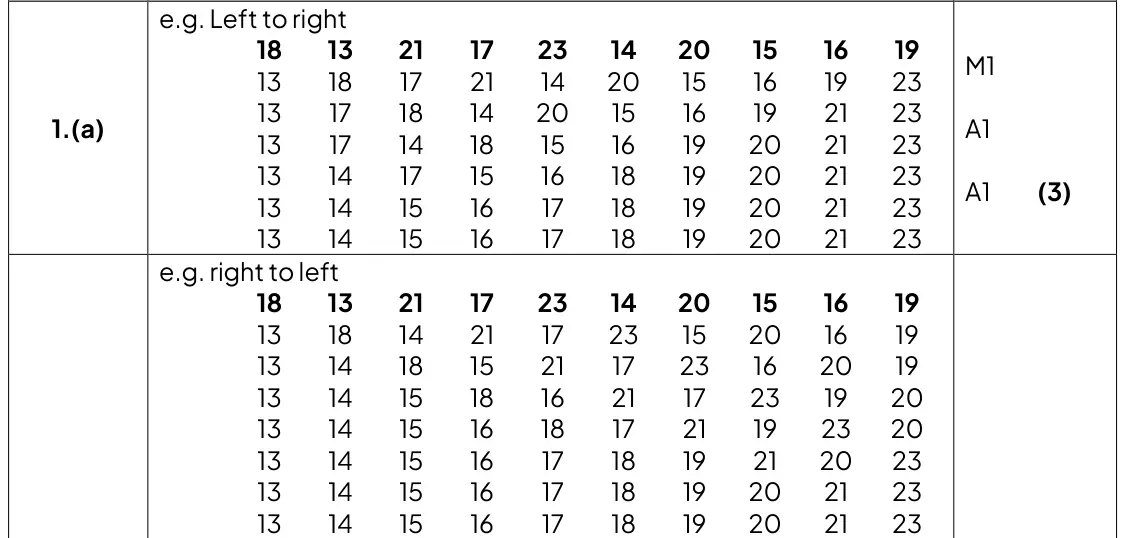 e.g. Left to right
18 13 21 17 23 14 20 15 16 19
13 18 17 21 14 20 15 16 19 23
M1
13 17 18 14 20 15 16 19 21 23
1.(a)
A1
13 17 14 18 15 16 19 20 21 23
13 14 17 15 16 18 19 20 21 23
A1 (3)
13 14 15 16 17 18 19 20 21 23
13 14 15 16 17 18 19 20 21 23
e.g. right to left
18 13 21 17 23 14 20 15 16 19
13 18 14 21 17 23 15 20 16 19
13 14 18 15 21 17 23 16 20 19
13 14 15 18 16 21 17 23 19 20
13 14 15 16 18 17 21 19 23 20
13 14 15 16 17 18 19 21 20 23
13 14 15 16 17 18 19 20 21 23
13 14 15 16 17 18 19 20 21 23